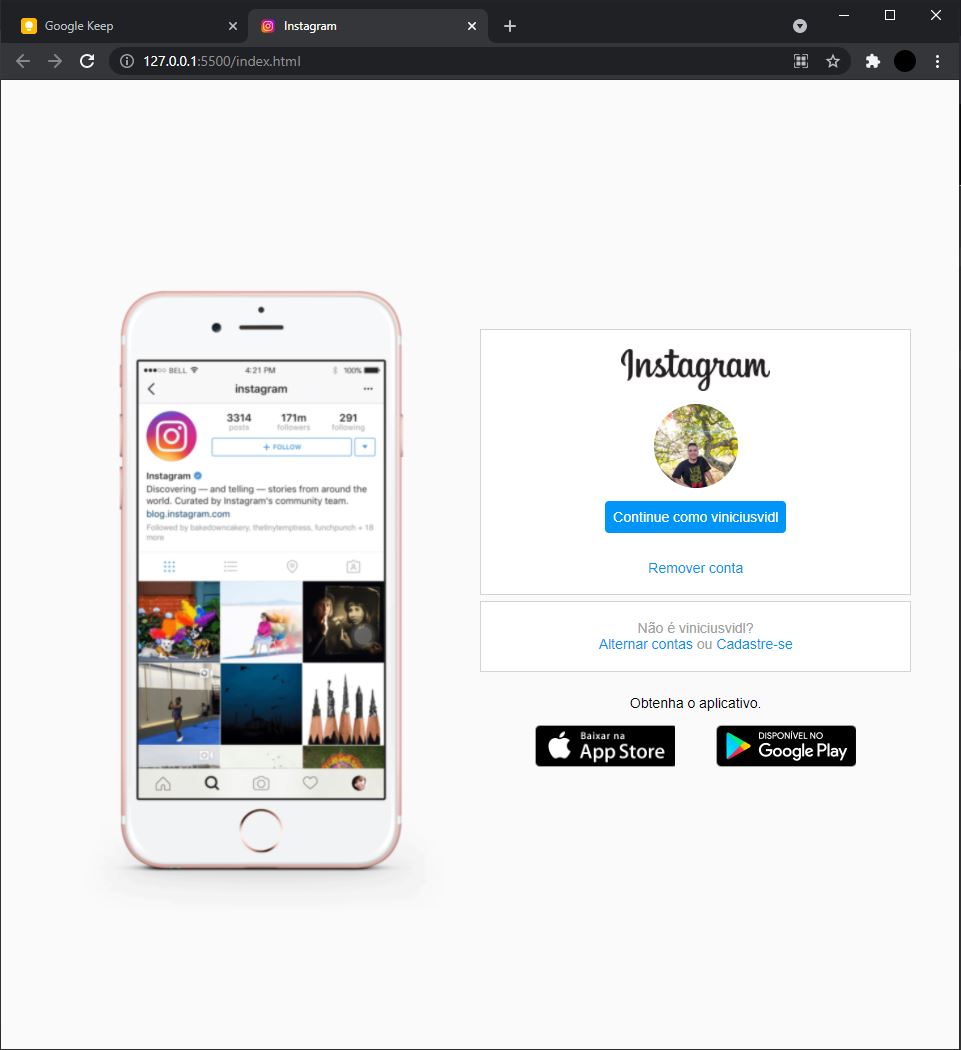 Google Keep
Instagram
127.0.0.1:5500/index.html
BELL 4:21 PM 100%
instagram
3314 171m 291
posts followers following
+ FOLLOW
Instagram
Discovering — and telling — stories from around the
world. Curated by Instagram's community team.
blog.instagram.com
Followed by bakedowncakery, thetinytemptress, lunchpunch + 18
more
Instagram
Continue como viniciusvidl
Remover conta
Não é viniciusvidl?
Alternar contas ou Cadastre-se
Obtenha o aplicativo.
Baixar na
App Store
DISPONÍVEL NO
Google Play